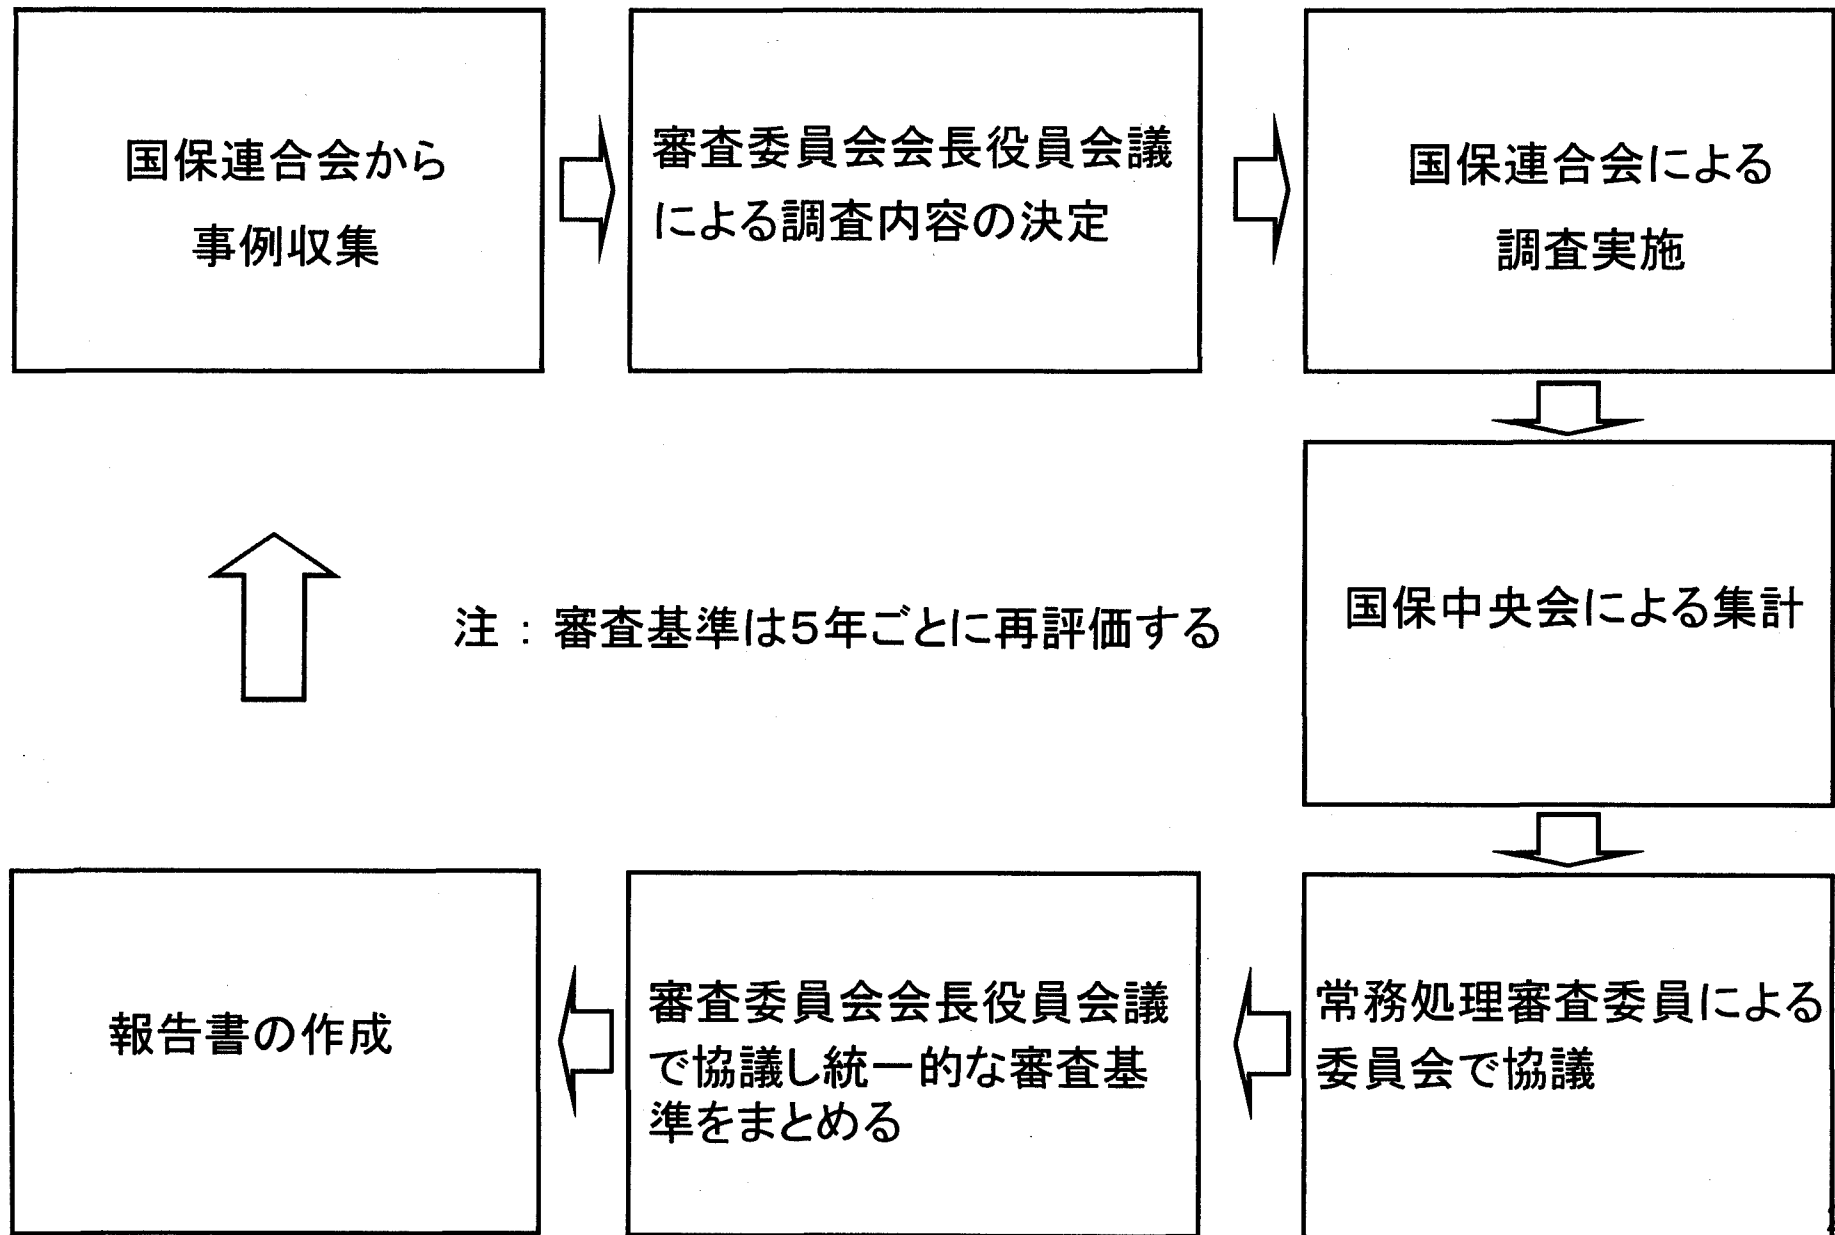 国保連合会から
事例収集
審査委員会会長役員会議
による調査内容の決定
国保連合会による
調査実施
国保中央会による集計
注：審査基準は5年ごとに再評価する
常務処理審査委員による
委員会で協議
審査委員会会長役員会議
で協議し統一的な審査基
準をまとめる
報告書の作成